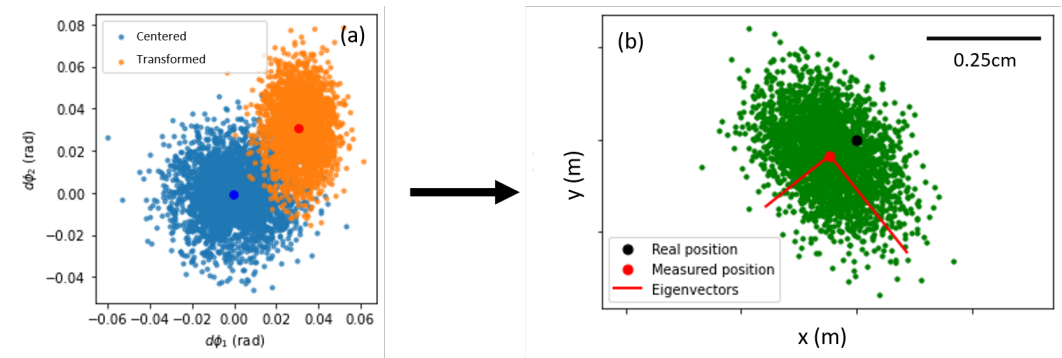 (a)
Centered
Transformed
0.08
0.06
0.04
0.02
0.00
−0.02
−0.04
dϕ₂ (rad)
−0.06 −0.04 −0.02 0.00 0.02 0.04 0.06
dϕ₁ (rad)
(b)
0.25cm
y (m)
Real position
Measured position
Eigenvectors
x (m)